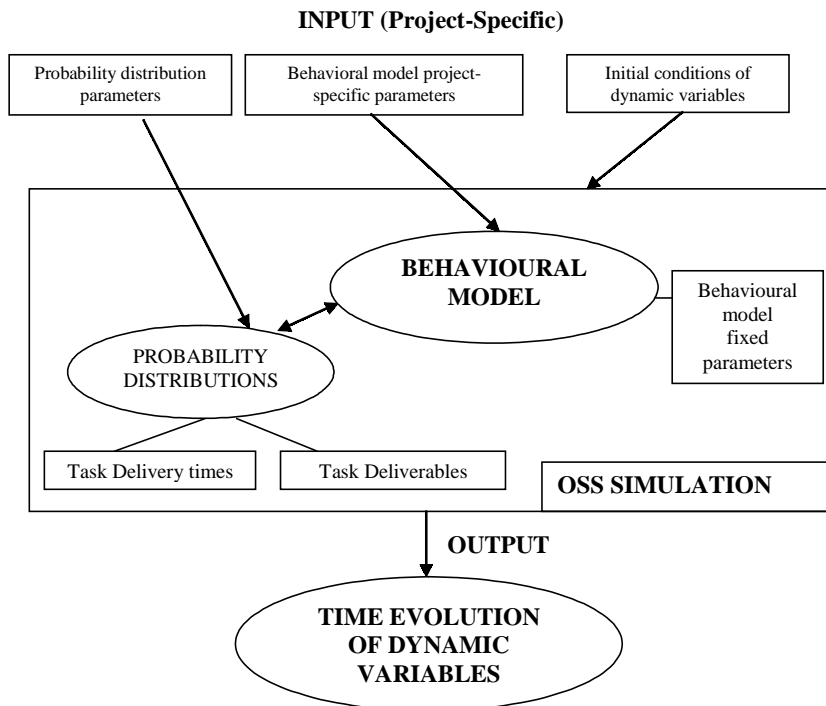 INPUT (Project-Specific)
Probability distribution
parameters
Behavioral model project-
specific parameters
Initial conditions of
dynamic variables
BEHAVIOURAL
MODEL
Behavioural
model
fixed
parameters
PROBABILITY
DISTRIBUTIONS
Task Delivery times
Task Deliverables
OSS SIMULATION
OUTPUT
TIME EVOLUTION
OF DYNAMIC
VARIABLES